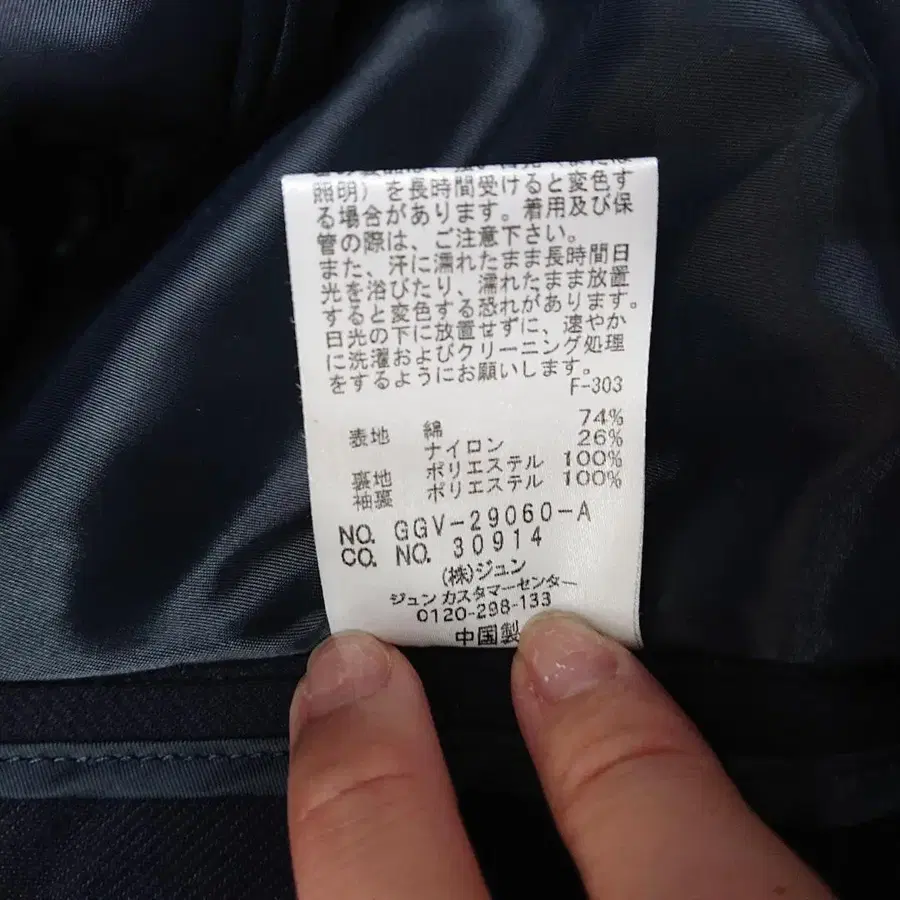 照明）を長時間受けると変色す
る場合があります。着用及び保
管の際は、ご注意下さい。
また、汗に濡れたまま長時間日
光を浴びたり、濡れたまま放置
すると変色する恐れがあります。
日光の下に放置せずに、速やか
に洗濯およびクリーニング処理
をするようにお願いします。
F-303
表地 綿 74%
ナイロン 26%
裏地 ポリエステル 100%
袖裏 ポリエステル 100%
NO. GGV-29060-A
CO. NO. 30914
(株)ジュン
ジュン カスタマーセンター
0120-298-133
中国製